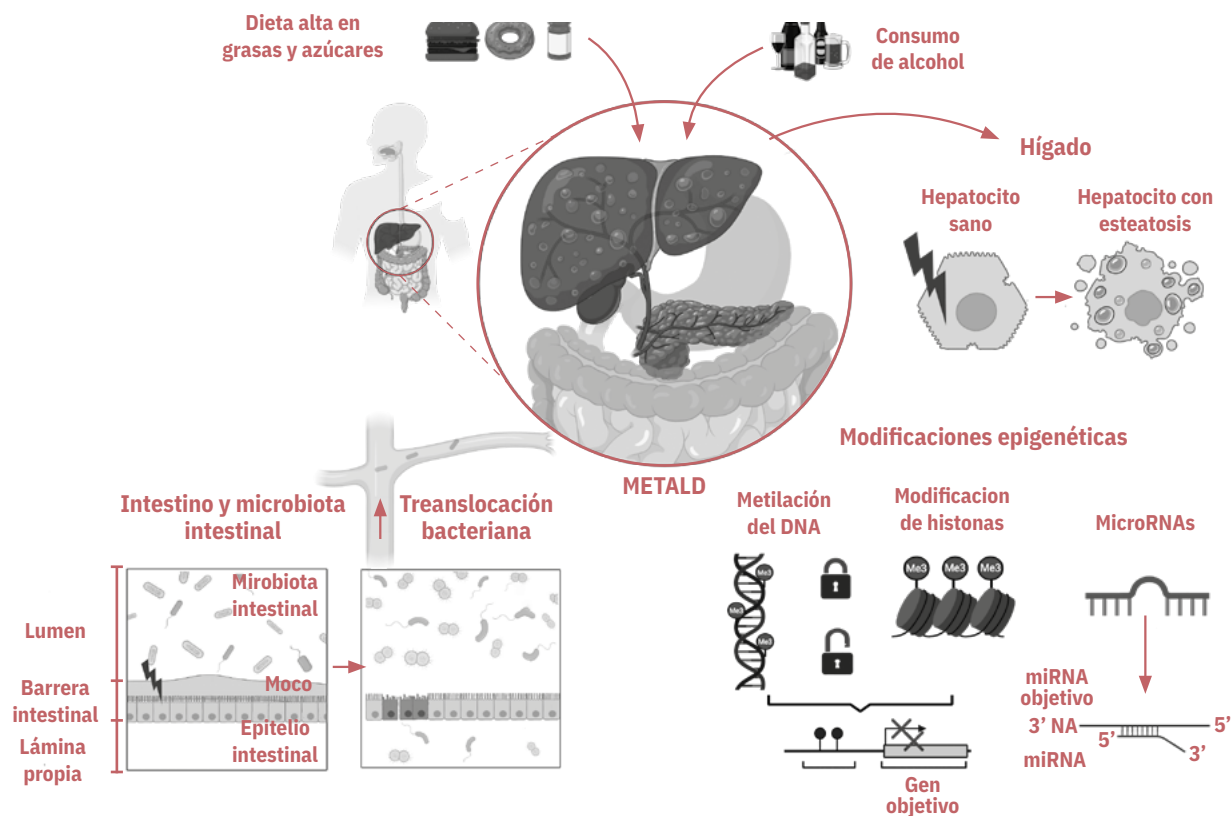 Dieta alta en
grasas y azúcares
Consumo
de alcohol
Hígado
Hepatocito
sano
Hepatocito con
esteatosis
METALD
Modificaciones epigenéticas
Intestino y microbiota
intestinal
Treanslocación
bacteriana
Lumen
Barrera
intestinal
Lámina
propia
Mirobiota
intestinal
Moco
Epitelio
intestinal
Metilación
del DNA
Me3
Me3
Me3
Modificacion
de histonas
Me3 Me3 Me3
Gen
objetivo
MicroRNAs
miRNA
objetivo
3’ NA 5’
5’
3’
miRNA